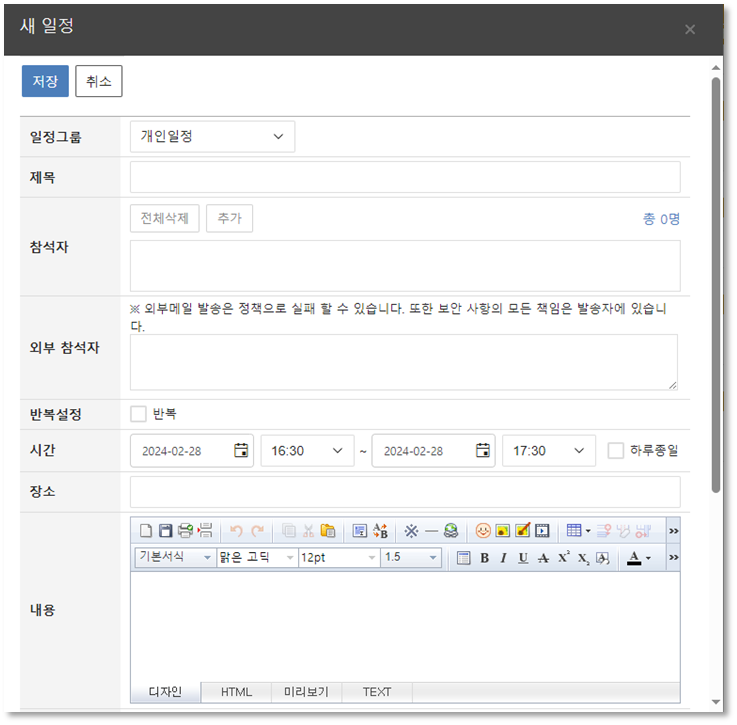 새 일정
저장 취소
일정그룹 개인일정
제목
전체삭제 추가 총 0명
참석자
※ 외부메일 발송은 정책으로 실패 할 수 있습니다. 또한 보안 사항의 모든 책임은 발송자에 있습니
다.
외부 참석자
반복설정 반복
시간 2024-02-28 16:30 ~ 2024-02-28 17:30 하루종일
장소
내용
기본서식 맑은 고딕 12pt 1.5 B I U A X² X₂ A A
디자인 HTML 미리보기 TEXT